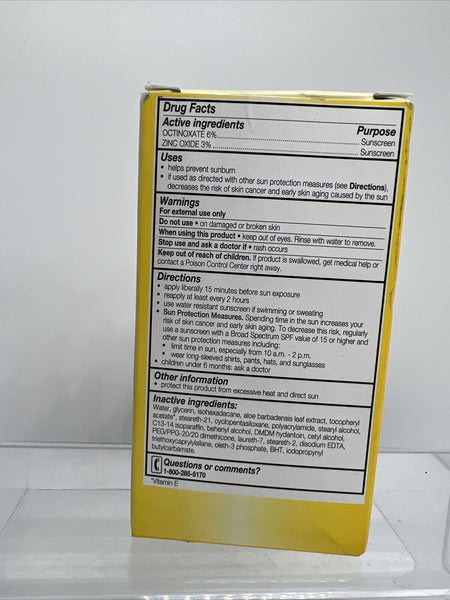 Drug Facts
Active ingredients Purpose
OCTINOXATE 6% Sunscreen
ZINC OXIDE 3% Sunscreen
Uses
• helps prevent sunburn
• if used as directed with other sun protection measures (see Directions),
decreases the risk of skin cancer and early skin aging caused by the sun
Warnings
For external use only
Do not use • on damaged or broken skin
When using this product • keep out of eyes. Rinse with water to remove.
Stop use and ask a doctor if • rash occurs
Keep out of reach of children. If product is swallowed, get medical help or
contact a Poison Control Center right away.
Directions
• apply liberally 15 minutes before sun exposure
• reapply at least every 2 hours
• use water resistant sunscreen if swimming or sweating
• Sun Protection Measures. Spending time in the sun increases your
risk of skin cancer and early skin aging. To decrease this risk, regularly
use a sunscreen with a Broad Spectrum SPF value of 15 or higher and
other sun protection measures including:
• limit time in sun, especially from 10 a.m. - 2 p.m.
• wear long-sleeved shirts, pants, hats, and sunglasses
• children under 6 months: ask a doctor
Other information
• protect this product from excessive heat and direct sun
Inactive ingredients:
Water, glycerin, isohexadecane, aloe barbadensis leaf extract, tocopheryl
acetate*, steareth-21, cyclopentasiloxane, polyacrylamide, stearyl alcohol,
C13-14 isoparaffin, behenyl alcohol, DMDM hydantoin, cetyl alcohol,
PEG/PPG-20/20 dimethicone, laureth-7, steareth-2, disodium EDTA,
triethoxycaprylylsilane, oleth-3 phosphate, BHT, iodopropynyl
butylcarbamate.
Questions or comments?
1-800-285-5170
*Vitamin E